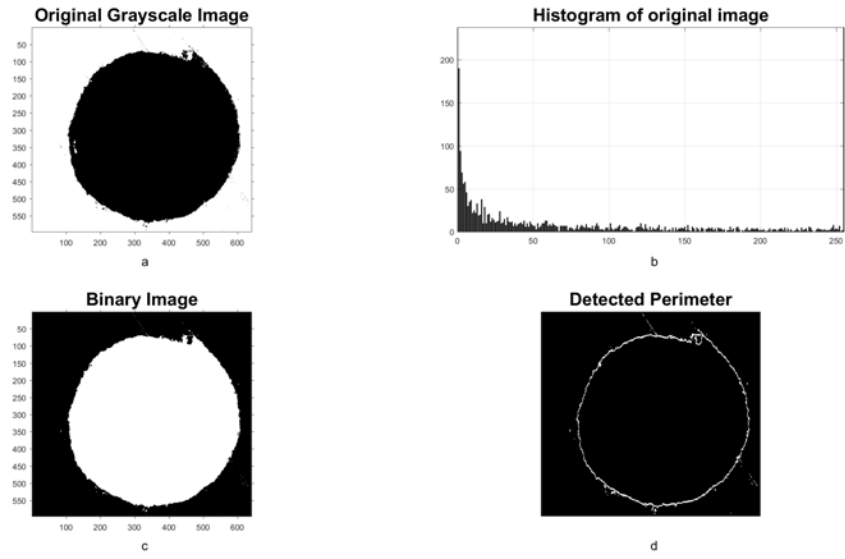 Original Grayscale Image
50
100
150
200
250
300
350
400
450
500
550
100 200 300 400 500 600
a
Histogram of original image
200
150
100
50
0
0 50 100 150 200 250
b
Binary Image
50
100
150
200
250
300
350
400
450
500
550
100 200 300 400 500 600
c
Detected Perimeter
d